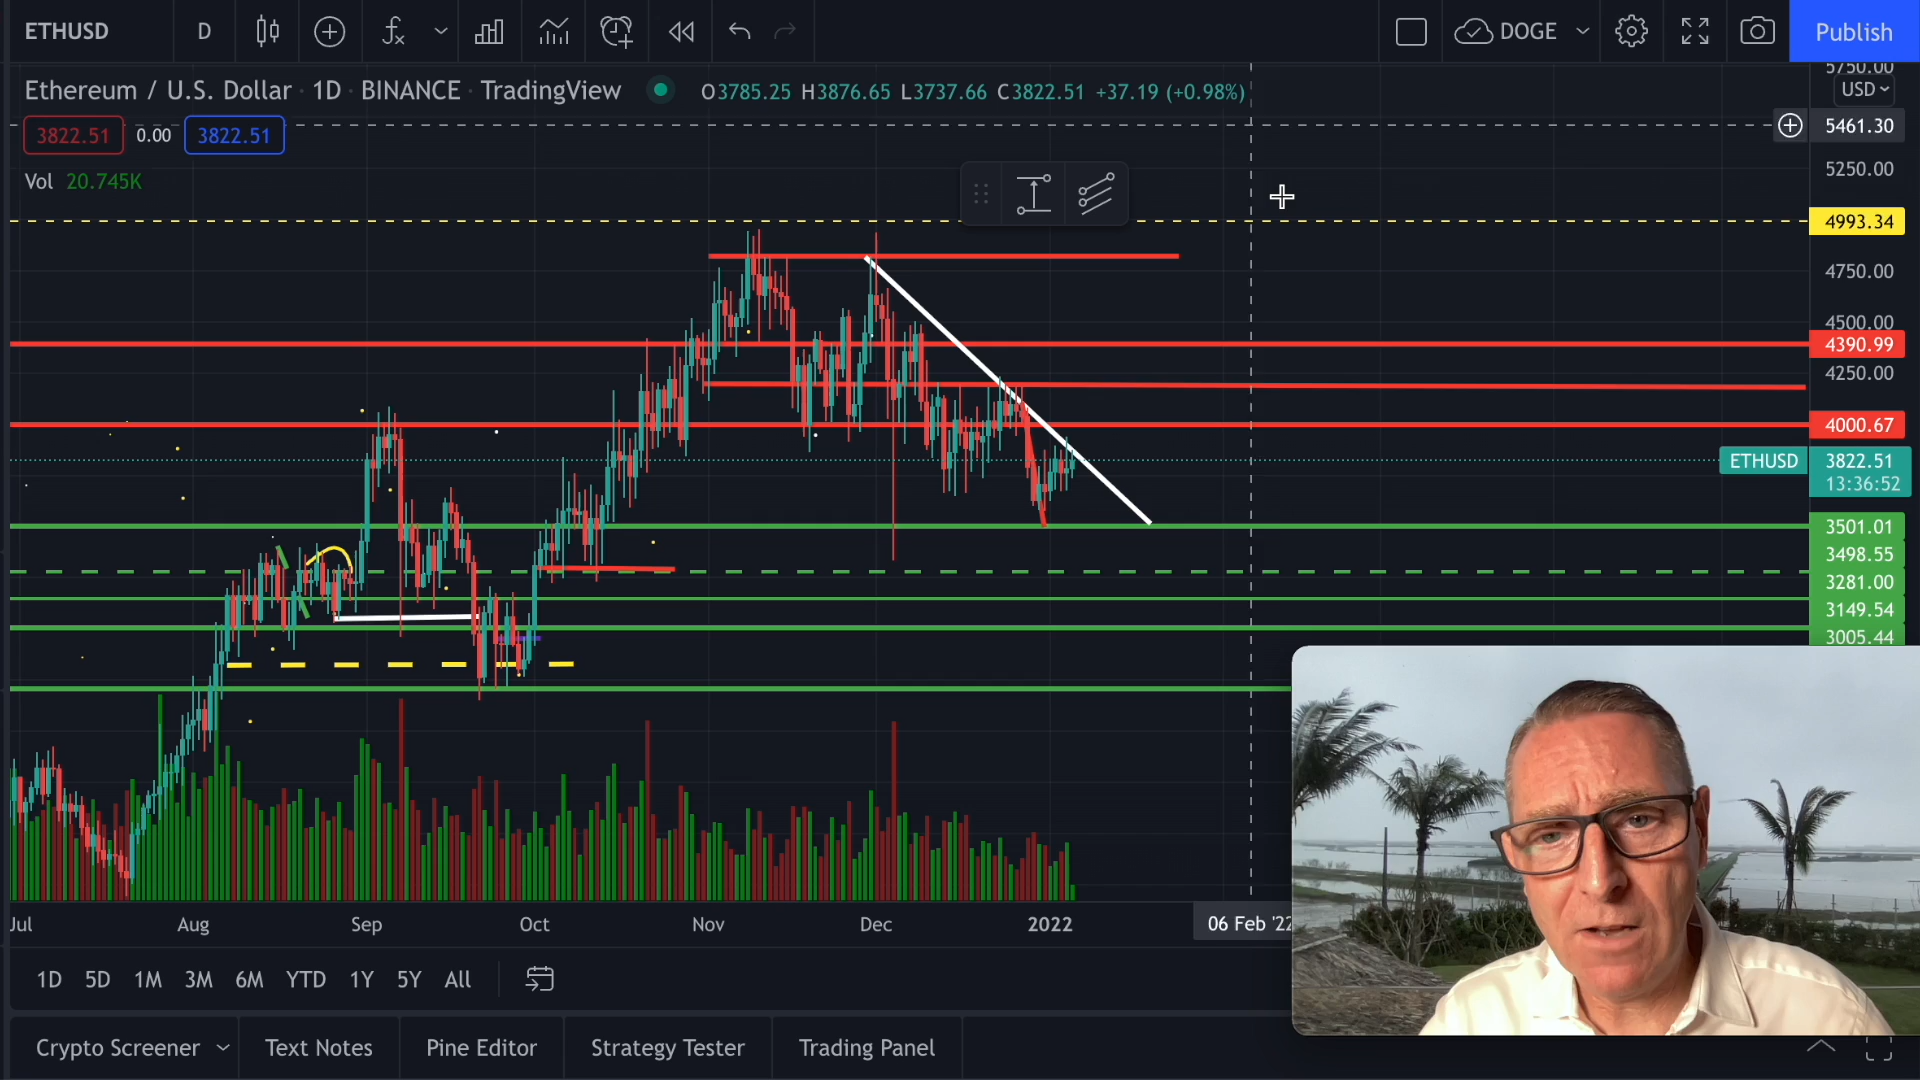 ETHUSD D DOGE Publish
Ethereum / U.S. Dollar · 1D · BINANCE · TradingView O3785.25 H3876.65 L3737.66 C3822.51 +37.19 (+0.98%)
5750.00
USD
3822.51 0.00 3822.51
5461.30
Vol 20.745K
5250.00
4993.34
4750.00
4500.00
4390.99
4250.00
4000.67
ETHUSD 3822.51
13:36:52
3501.01
3498.55
3281.00
3149.54
3005.44
Jul Aug Sep Oct Nov Dec 2022 06 Feb '22
1D 5D 1M 3M 6M YTD 1Y 5Y All
Crypto Screener Text Notes Pine Editor Strategy Tester Trading Panel